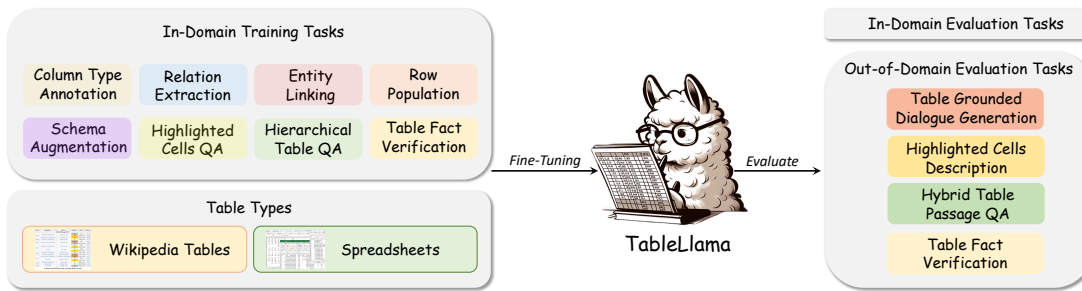 In-Domain Training Tasks
Column Type
Annotation
Relation
Extraction
Entity
Linking
Row
Population
Schema
Augmentation
Highlighted
Cells QA
Hierarchical
Table QA
Table Fact
Verification
Table Types
Wikipedia Tables
Spreadsheets
Fine-Tuning
TableLlama
Evaluate
In-Domain Evaluation Tasks
Out-of-Domain Evaluation Tasks
Table Grounded
Dialogue Generation
Highlighted Cells
Description
Hybrid Table
Passage QA
Table Fact
Verification